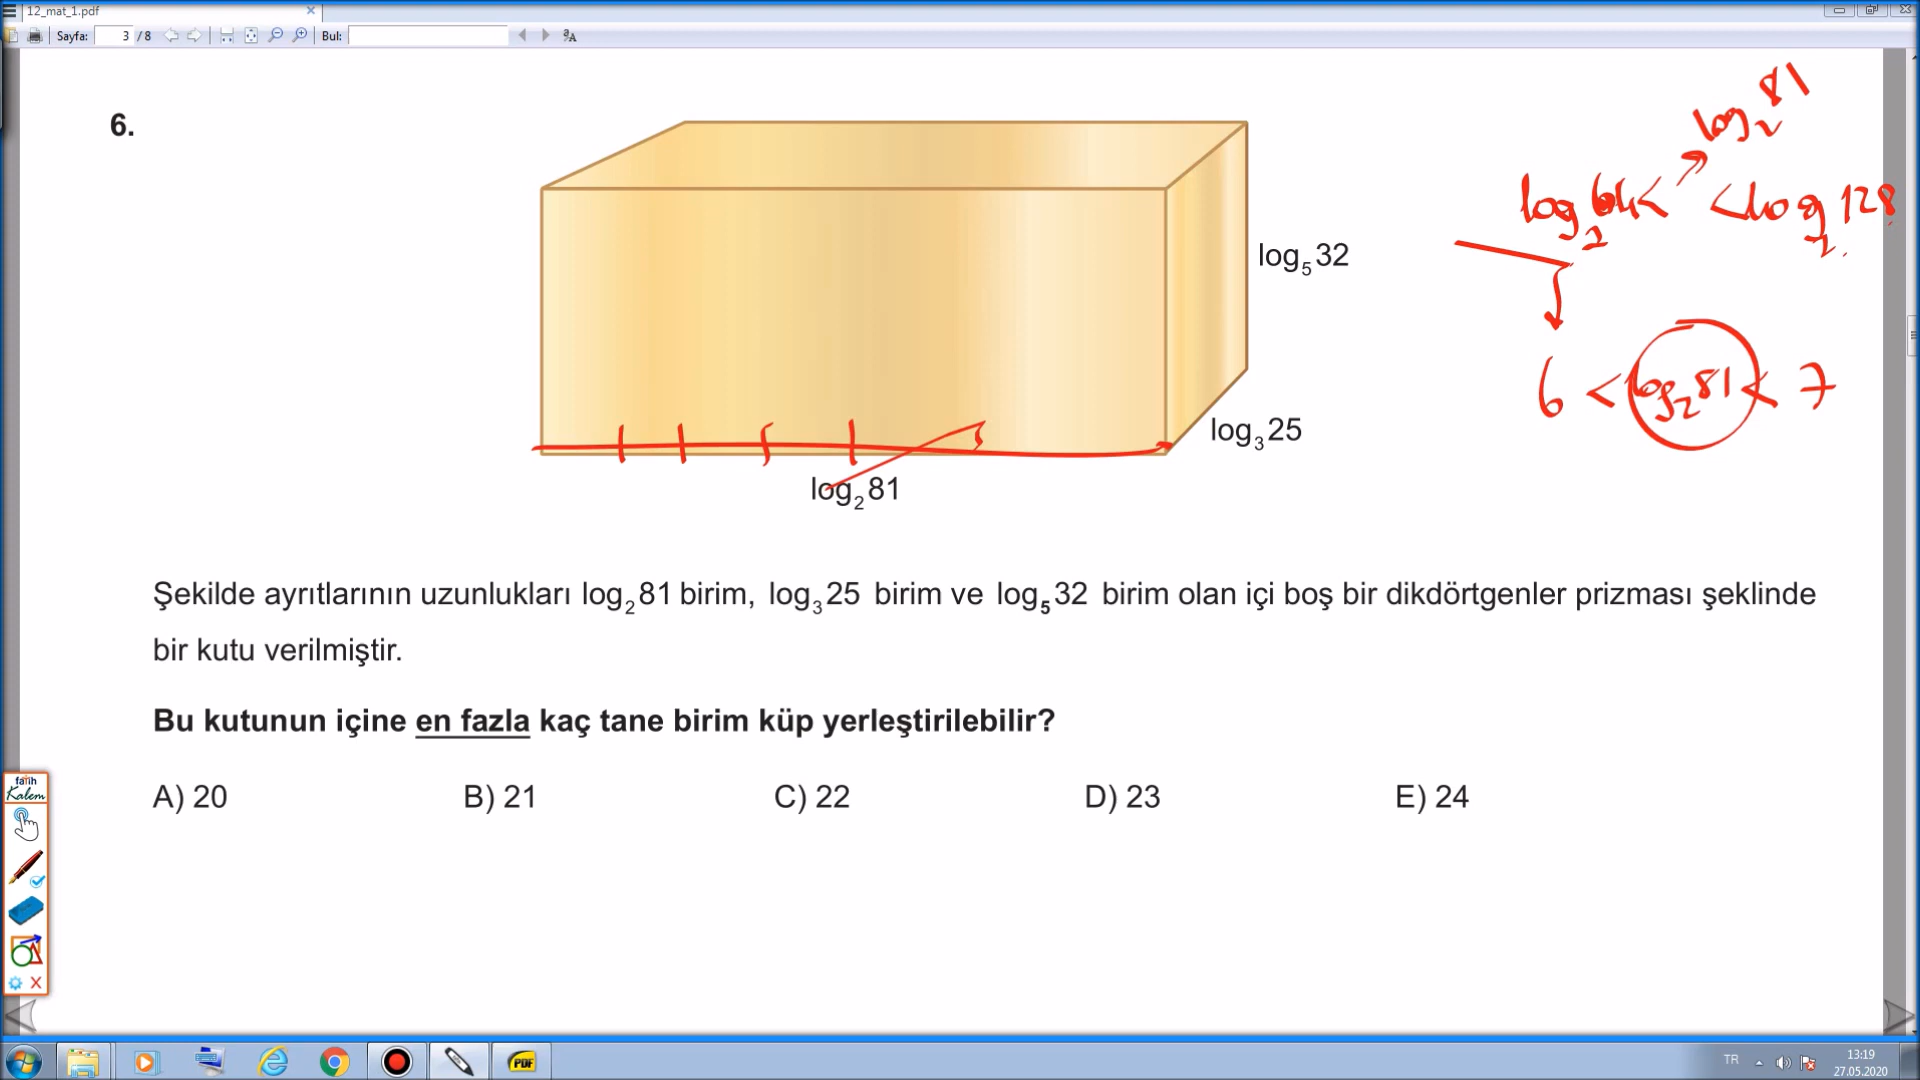 12_mat_1.pdf
Sayfa: 3 / 8 Bul:
6.
log₂81
log₂64 < < log₂128
log₅32
6 < log₂81 < 7
log₃25
log₂81
Şekilde ayrıtlarının uzunlukları log₂81 birim, log₃25 birim ve log₅32 birim olan içi boş bir dikdörtgenler prizması şeklinde
bir kutu verilmiştir.
Bu kutunun içine en fazla kaç tane birim küp yerleştirilebilir?
A) 20 B) 21 C) 22 D) 23 E) 24
fatih
Kalem
PDF
TR
13:19
27.05.2020